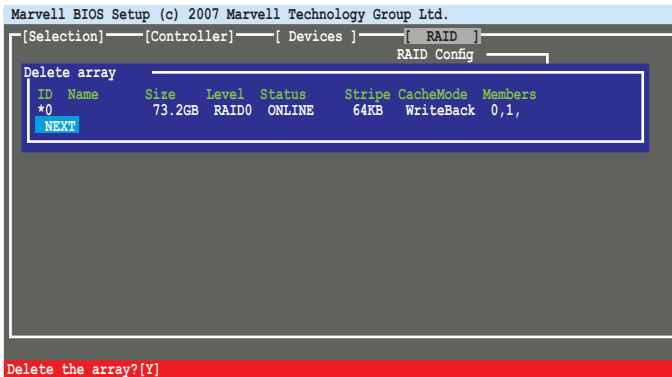 Marvell BIOS Setup (c) 2007 Marvell Technology Group Ltd.
[Selection] [Controller] [ Devices ] [ RAID ]
RAID Config
Delete array
ID Name Size Level Status Stripe CacheMode Members
*0 73.2GB RAID0 ONLINE 64KB WriteBack 0,1,
NEXT
Delete the array?[Y]